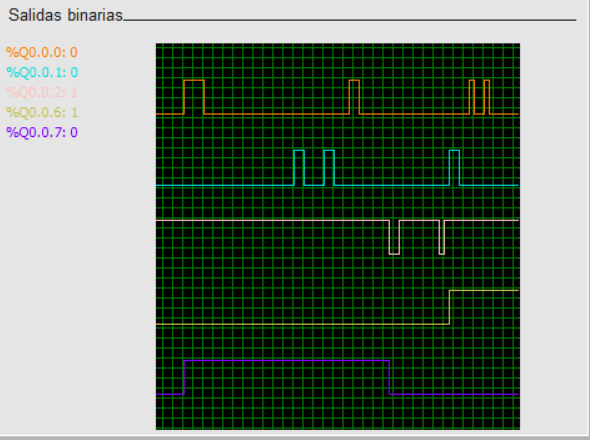 Salidas binarias
%Q0.0.0: 0
%Q0.0.1: 0
%Q0.0.2: 1
%Q0.0.6: 1
%Q0.0.7: 0